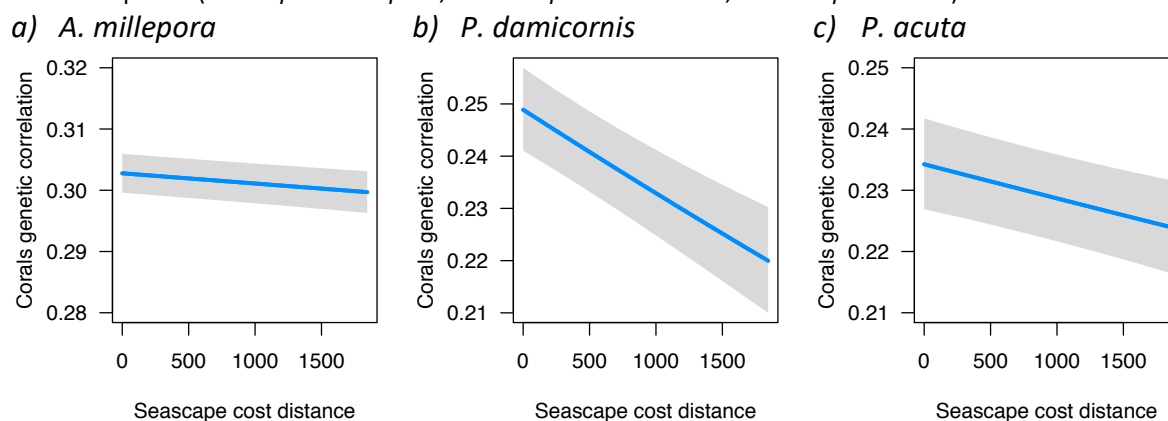 a) A. millepora
b) P. damicornis
c) P. acuta
0.32
0.31
0.30
0.29
0.28
Corals genetic correlation
0 500 1000 1500
Seascape cost distance
0.25
0.24
0.23
0.22
0.21
Corals genetic correlation
0 500 1000 1500
Seascape cost distance
0.25
0.24
0.23
0.22
0.21
Corals genetic correlation
0 500 1000 1500
Seascape cost distance